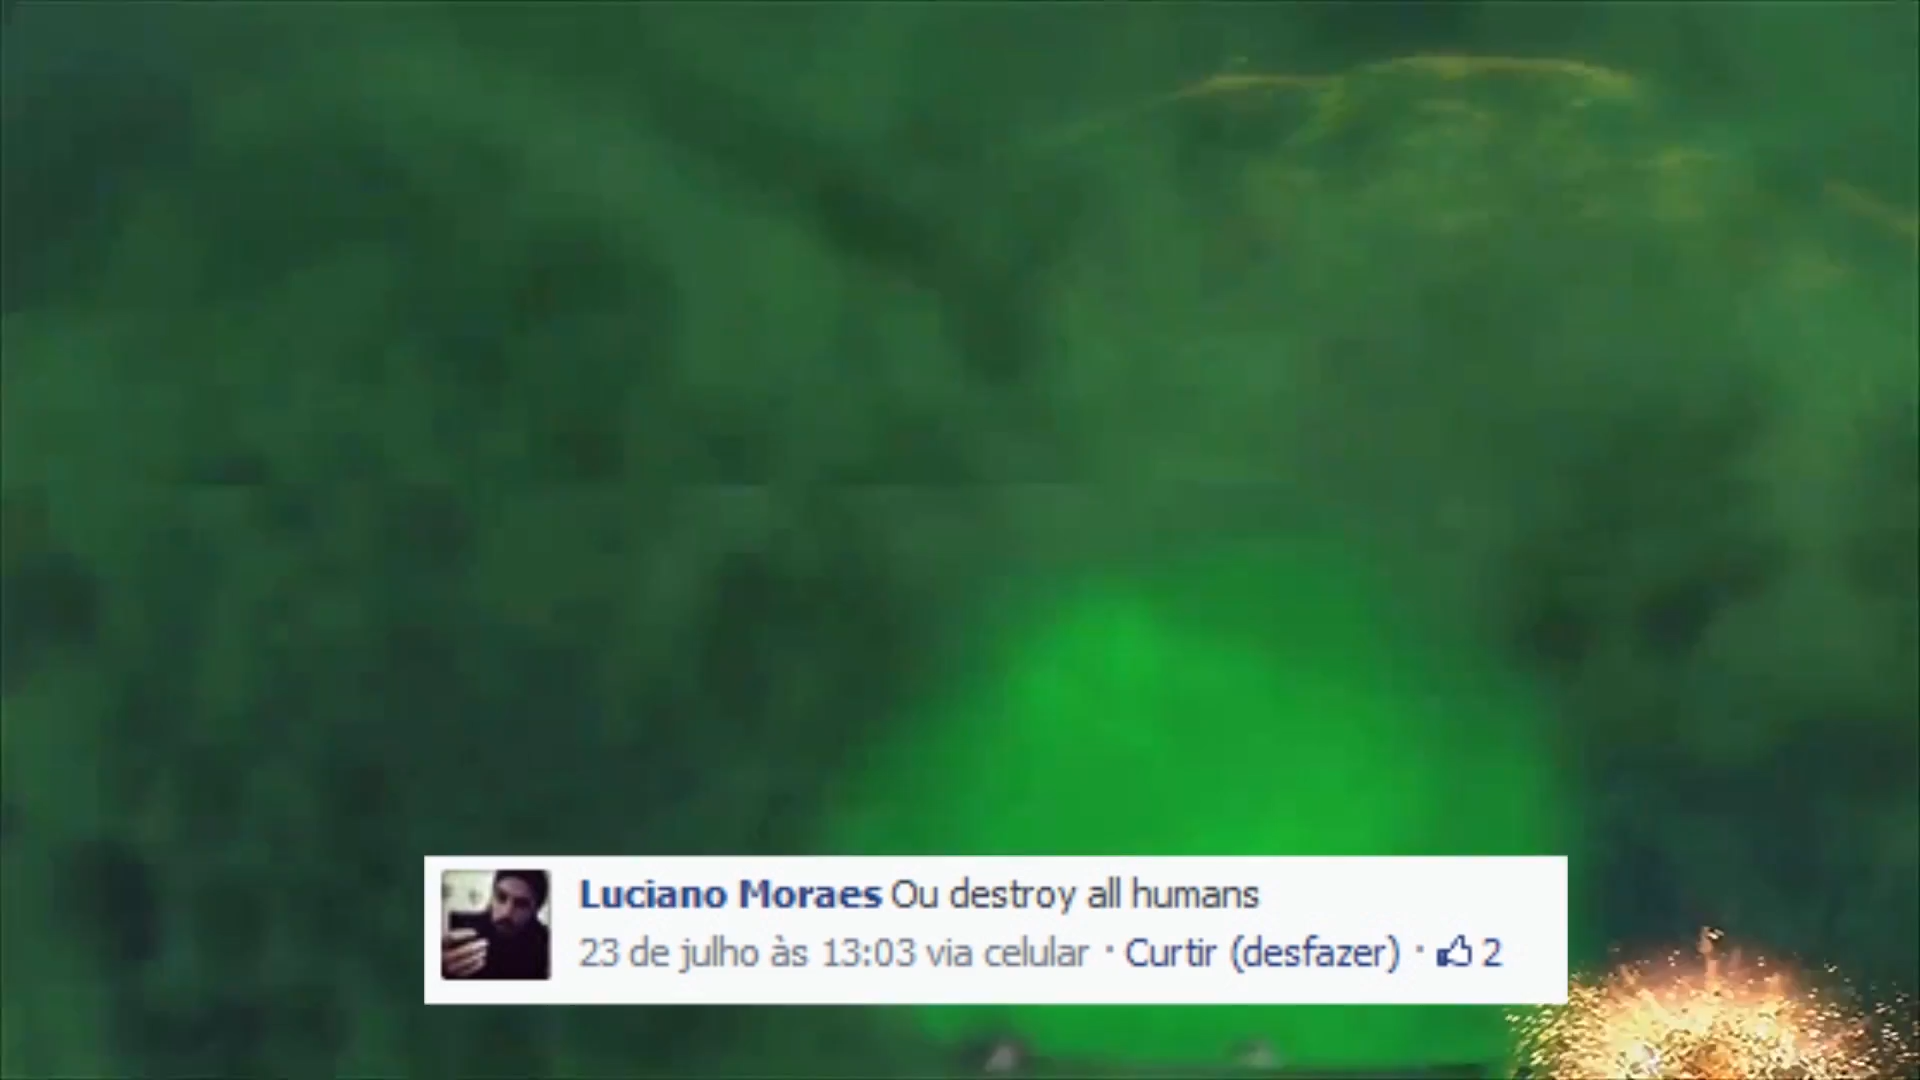 Luciano Moraes Ou destroy all humans
23 de julho às 13:03 via celular · Curtir (desfazer) · 2